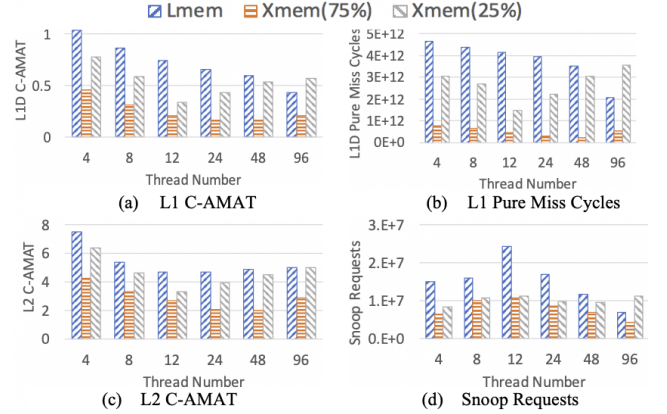 Lmem Xmem(75%) Xmem(25%)
L1D C-AMAT
1
0.5
0
4 8 12 24 48 96
Thread Number
(a) L1 C-AMAT
L1D Pure Miss Cycles
5E+12
4E+12
3E+12
2E+12
1E+12
0E+0
4 8 12 24 48 96
Thread Number
(b) L1 Pure Miss Cycles
L2 C-AMAT
8
6
4
2
0
4 8 12 24 48 96
Thread Number
(c) L2 C-AMAT
Snoop Requests
3.E+7
2.E+7
1.E+7
0.E+0
4 8 12 24 48 96
Thread Number
(d) Snoop Requests